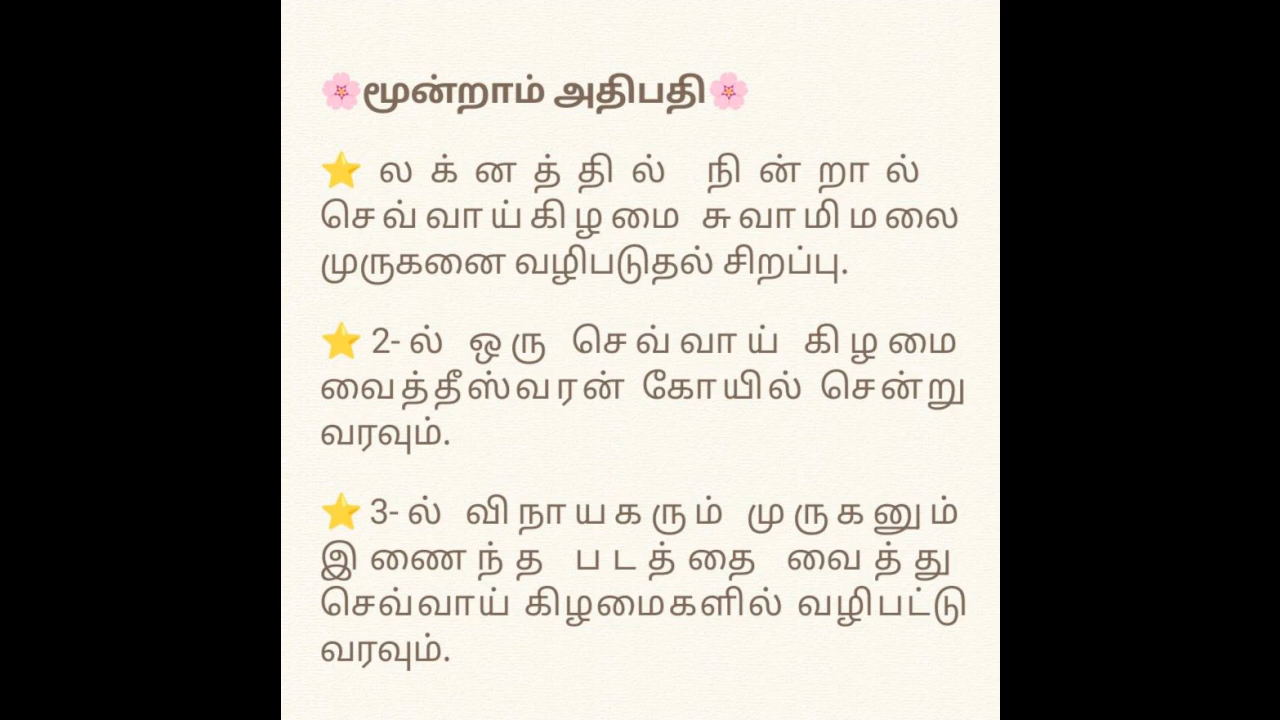 🌸மூன்றாம் அதிபதி🌸
⭐ லக்னத்தில் நின்றால்
செவ்வாய்கிழமை சுவாமிமலை
முருகனை வழிபடுதல் சிறப்பு.
⭐ 2-ல் ஒரு செவ்வாய் கிழமை
வைத்தீஸ்வரன் கோயில் சென்று
வரவும்.
⭐ 3-ல் விநாயகரும் முருகனும்
இணைந்த படத்தை வைத்து
செவ்வாய் கிழமைகளில் வழிபட்டு
வரவும்.